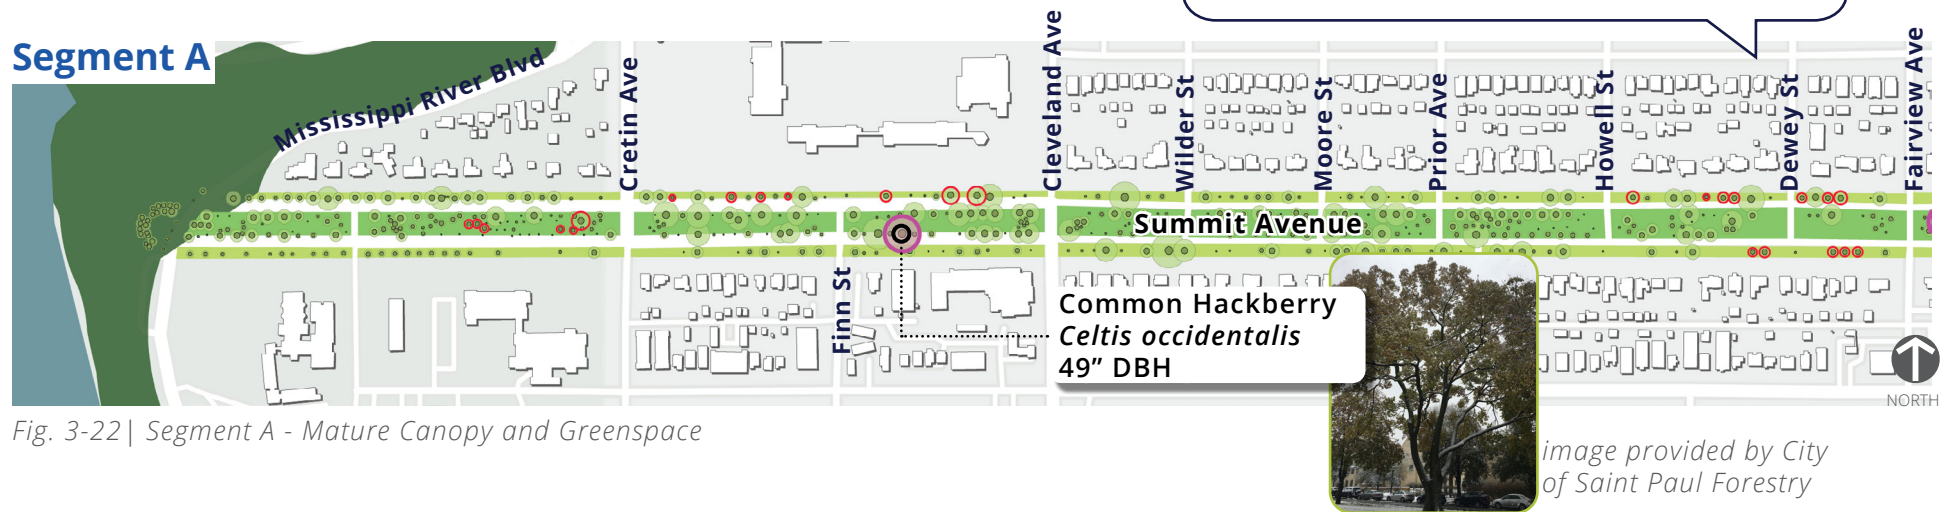 Segment A
Mississippi River Blvd
Cretin Ave
Finn St
Cleveland Ave
Wilder St
Moore St
Prior Ave
Howell St
Dewey St
Fairview Ave
Summit Avenue
Common Hackberry
Celtis occidentalis
49” DBH
NORTH
Fig. 3-22| Segment A - Mature Canopy and Greenspace
image provided by City
of Saint Paul Forestry